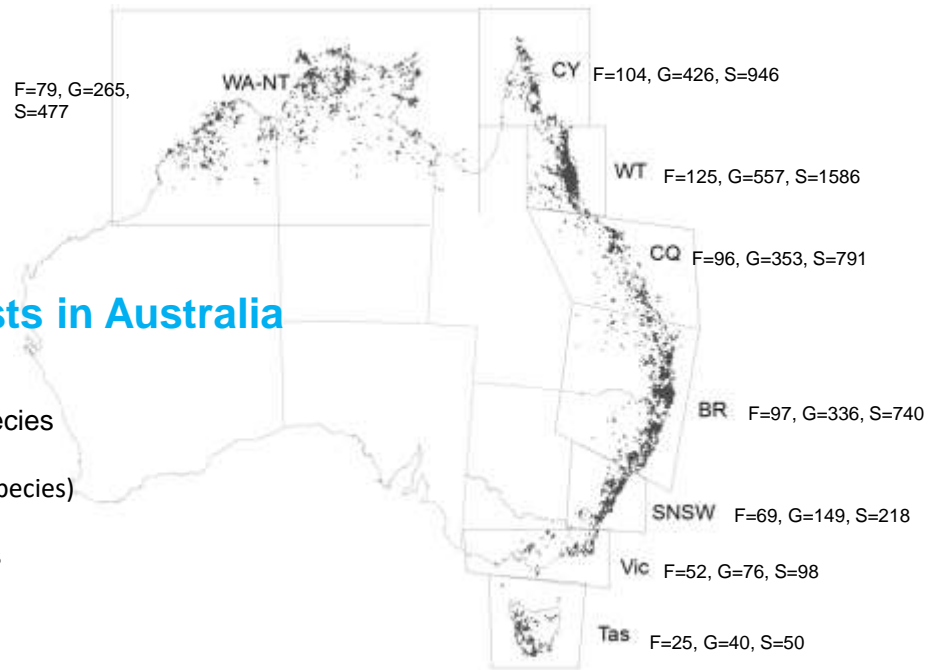 CY F=104, G=426, S=946
WA-NT
F=79, G=265,
S=477
WT F=125, G=557, S=1586
CQ F=96, G=353, S=791
sts in Australia
ecies
BR F=97, G=336, S=740
pecies)
SNSW F=69, G=149, S=218
Vic F=52, G=76, S=98
Tas F=25, G=40, S=50